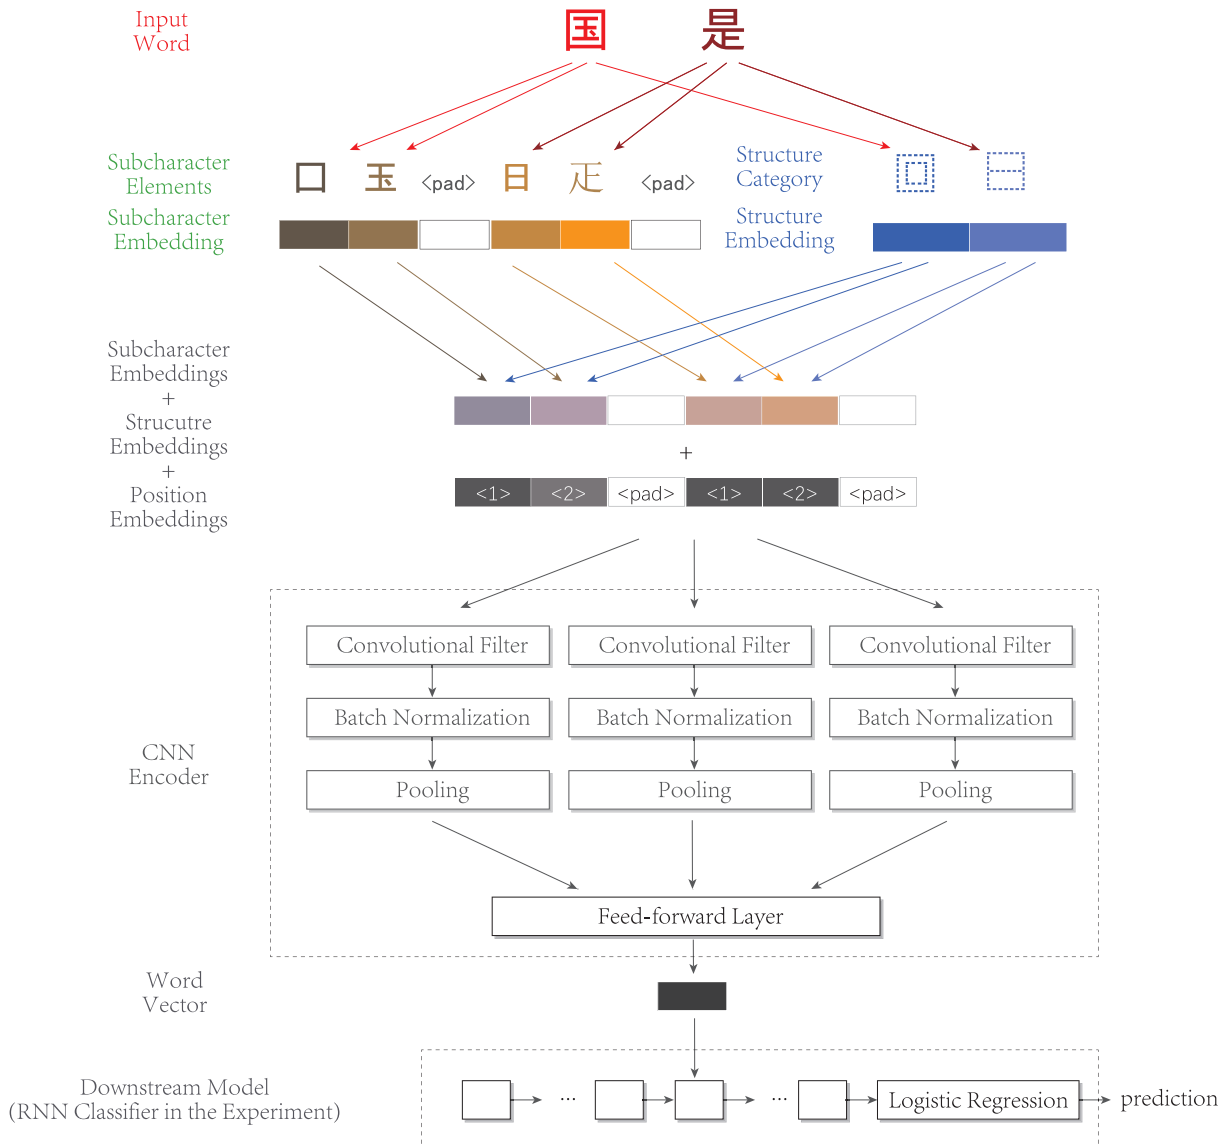 Input
Word
国 是
Subcharacter
Elements
口 玉 <pad> 日 𤴓 <pad>
Structure
Category
Subcharacter
Embedding
Structure
Embedding
Subcharacter
Embeddings
+
Strucutre
Embeddings
+
Position
Embeddings
+
<1> <2> <pad> <1> <2> <pad>
Convolutional Filter Convolutional Filter Convolutional Filter
Batch Normalization Batch Normalization Batch Normalization
Pooling Pooling Pooling
CNN
Encoder
Feed-forward Layer
Word
Vector
Downstream Model
(RNN Classifier in the Experiment)
... ... Logistic Regression prediction